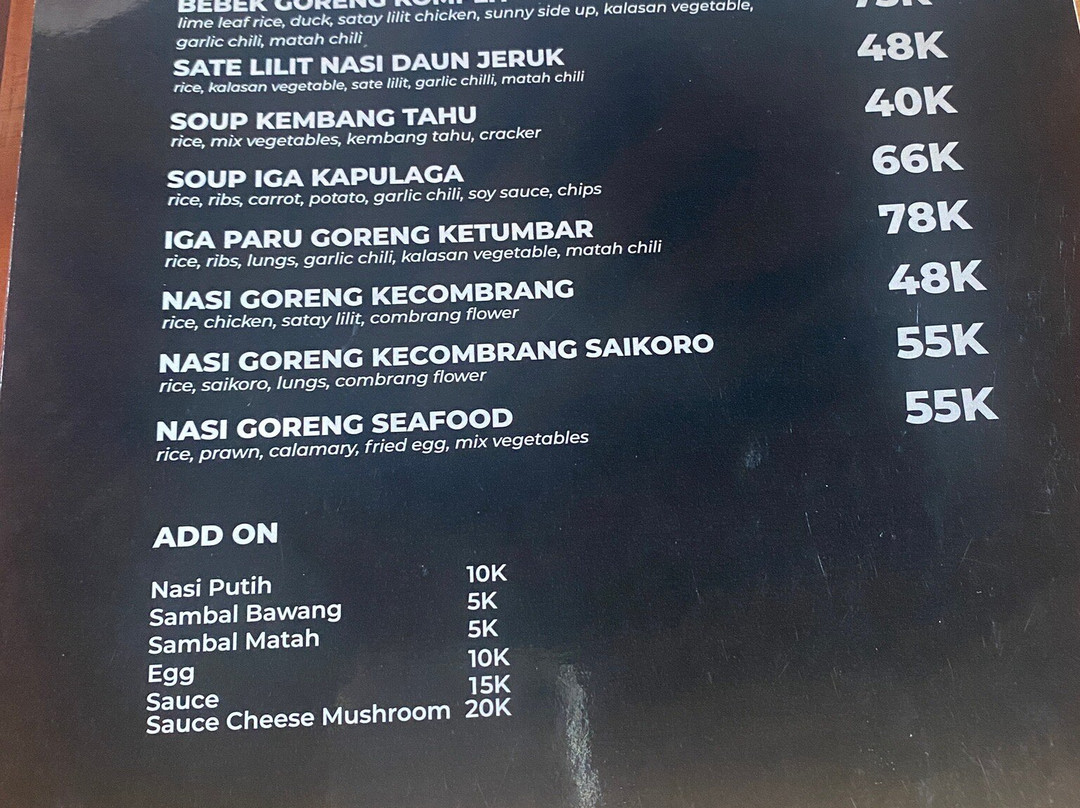 BEBEK GORENG
lime leaf rice, duck, satay lilit chicken, sunny side up, kalasan vegetable,
garlic chili, matah chili
SATE LILIT NASI DAUN JERUK 48K
rice, kalasan vegetable, sate lilit, garlic chilli, matah chili
SOUP KEMBANG TAHU 40K
rice, mix vegetables, kembang tahu, cracker
SOUP IGA KAPULAGA 66K
rice, ribs, carrot, potato, garlic chili, soy sauce, chips
IGA PARU GORENG KETUMBAR 78K
rice, ribs, lungs, garlic chili, kalasan vegetable, matah chili
NASI GORENG KECOMBRANG 48K
rice, chicken, satay lilit, combrang flower
NASI GORENG KECOMBRANG SAIKORO 55K
rice, saikoro, lungs, combrang flower
NASI GORENG SEAFOOD 55K
rice, prawn, calamary, fried egg, mix vegetables
ADD ON
Nasi Putih 10K
Sambal Bawang 5K
Sambal Matah 5K
Egg 10K
Sauce 15K
Sauce Cheese Mushroom 20K